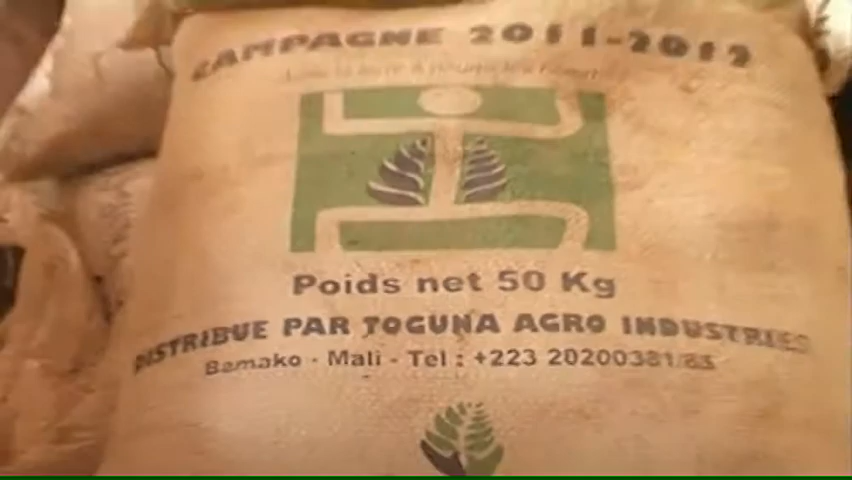 CAMPAGNE 2011-2012
Poids net 50 Kg
DISTRIBUE PAR TOGUNA AGRO INDUSTRIES
Bamako - Mali - Tel : +223 20200381/83